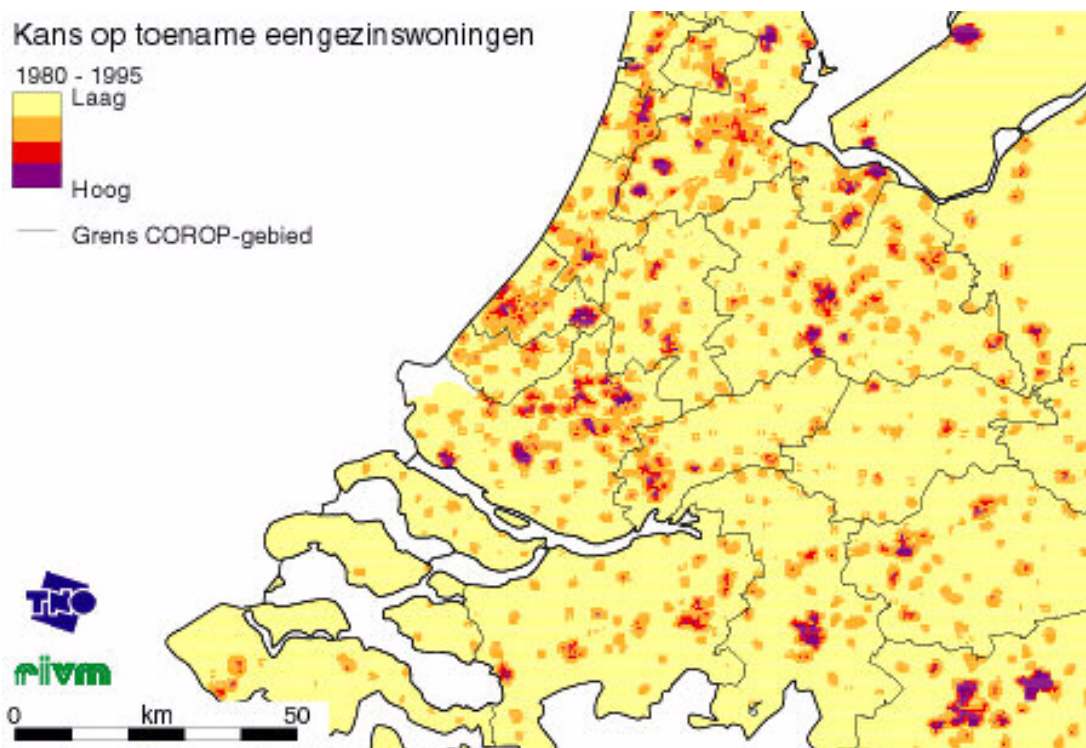 Kans op toename eengezinswoningen
1980 - 1995
Laag
Hoog
Grens COROP-gebied
TNO
rivm
0 km 50